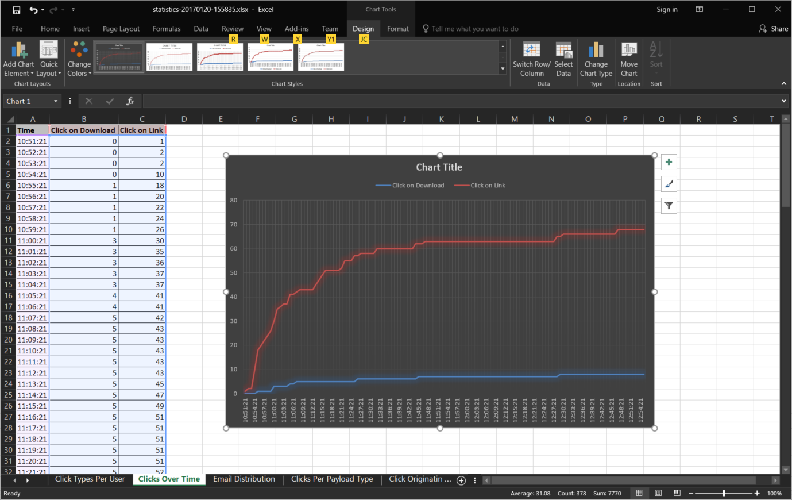 statistics-20170120-155835.xlsx - Excel
Chart Tools
Sign in
File Home Insert Page Layout Formulas Data Review View Add-ins Team Design Format Tell me what you want to do Share
R W X Y1 JC
Add Chart Element Quick Layout Change Colors Switch Row/ Column Select Data Change Chart Type Move Chart Sort
Chart Layouts Chart Styles Data Type Location Sort
Chart 1 fx
A B C D E F G H I J K L M N O P Q R S T
1 Time Click on Download Click on Link
2 10:51:21 0 1
3 10:52:21 0 2
4 10:53:21 0 2
5 10:54:21 0 10
6 10:55:21 1 18
7 10:56:21 1 20
8 10:57:21 1 22
9 10:58:21 1 24
10 10:59:21 1 26
11 11:00:21 3 30
12 11:01:21 3 35
13 11:02:21 3 36
14 11:03:21 3 37
15 11:04:21 3 37
16 11:05:21 4 41
17 11:06:21 4 41
18 11:07:21 5 42
19 11:08:21 5 43
20 11:09:21 5 43
21 11:10:21 5 43
22 11:11:21 5 43
23 11:12:21 5 43
24 11:13:21 5 45
25 11:14:21 5 47
26 11:15:21 5 49
27 11:16:21 5 51
28 11:17:21 5 51
29 11:18:21 5 51
30 11:19:21 5 51
31 11:20:21 5 51
32 11:21:21 5 52
Chart Title
Click on Download Click on Link
80
70
60
50
40
30
20
10
0
Click Types Per User Clicks Over Time Email Distribution Clicks Per Payload Type Click Originatin ...
Ready Average: 31.08 Count: 373 Sum: 7770 100%